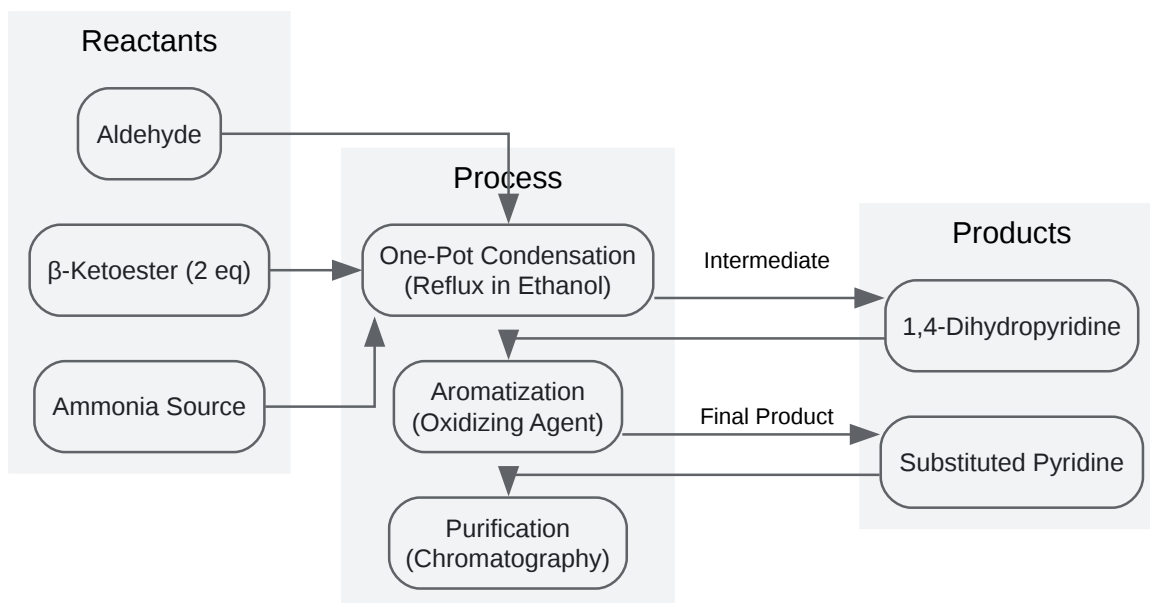 Reactants
Aldehyde
β-Ketoester (2 eq)
Ammonia Source
Process
One-Pot Condensation
(Reflux in Ethanol)
Aromatization
(Oxidizing Agent)
Purification
(Chromatography)
Intermediate
Final Product
Products
1,4-Dihydropyridine
Substituted Pyridine